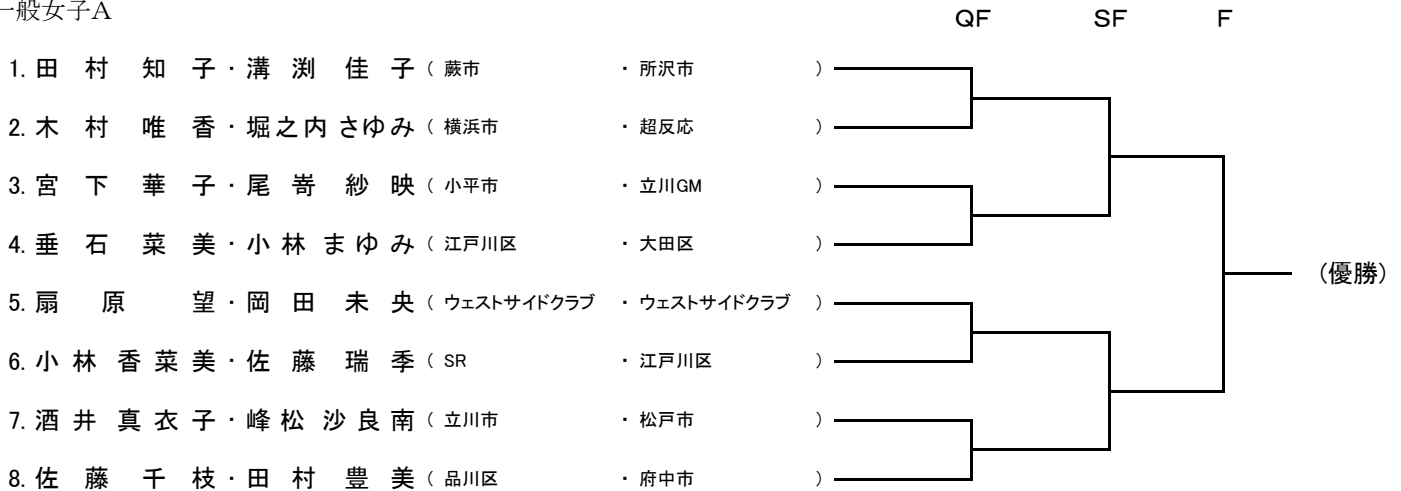 一般女子A
QF SF F
1. 田村 知子・溝渕 佳子 ( 蕨市 ・ 所沢市 )
2. 木村 唯香・堀之内 さゆみ ( 横浜市 ・ 超反応 )
3. 宮下 華子・尾嵜 紗映 ( 小平市 ・ 立川GM )
4. 垂石 菜美・小林 まゆみ ( 江戸川区 ・ 大田区 )
(優勝)
5. 扇原 望・岡田 未央 ( ウェストサイドクラブ ・ ウェストサイドクラブ )
6. 小林 香菜美・佐藤 瑞季 ( SR ・ 江戸川区 )
7. 酒井 真衣子・峰松 沙良南 ( 立川市 ・ 松戸市 )
8. 佐藤 千枝・田村 豊美 ( 品川区 ・ 府中市 )